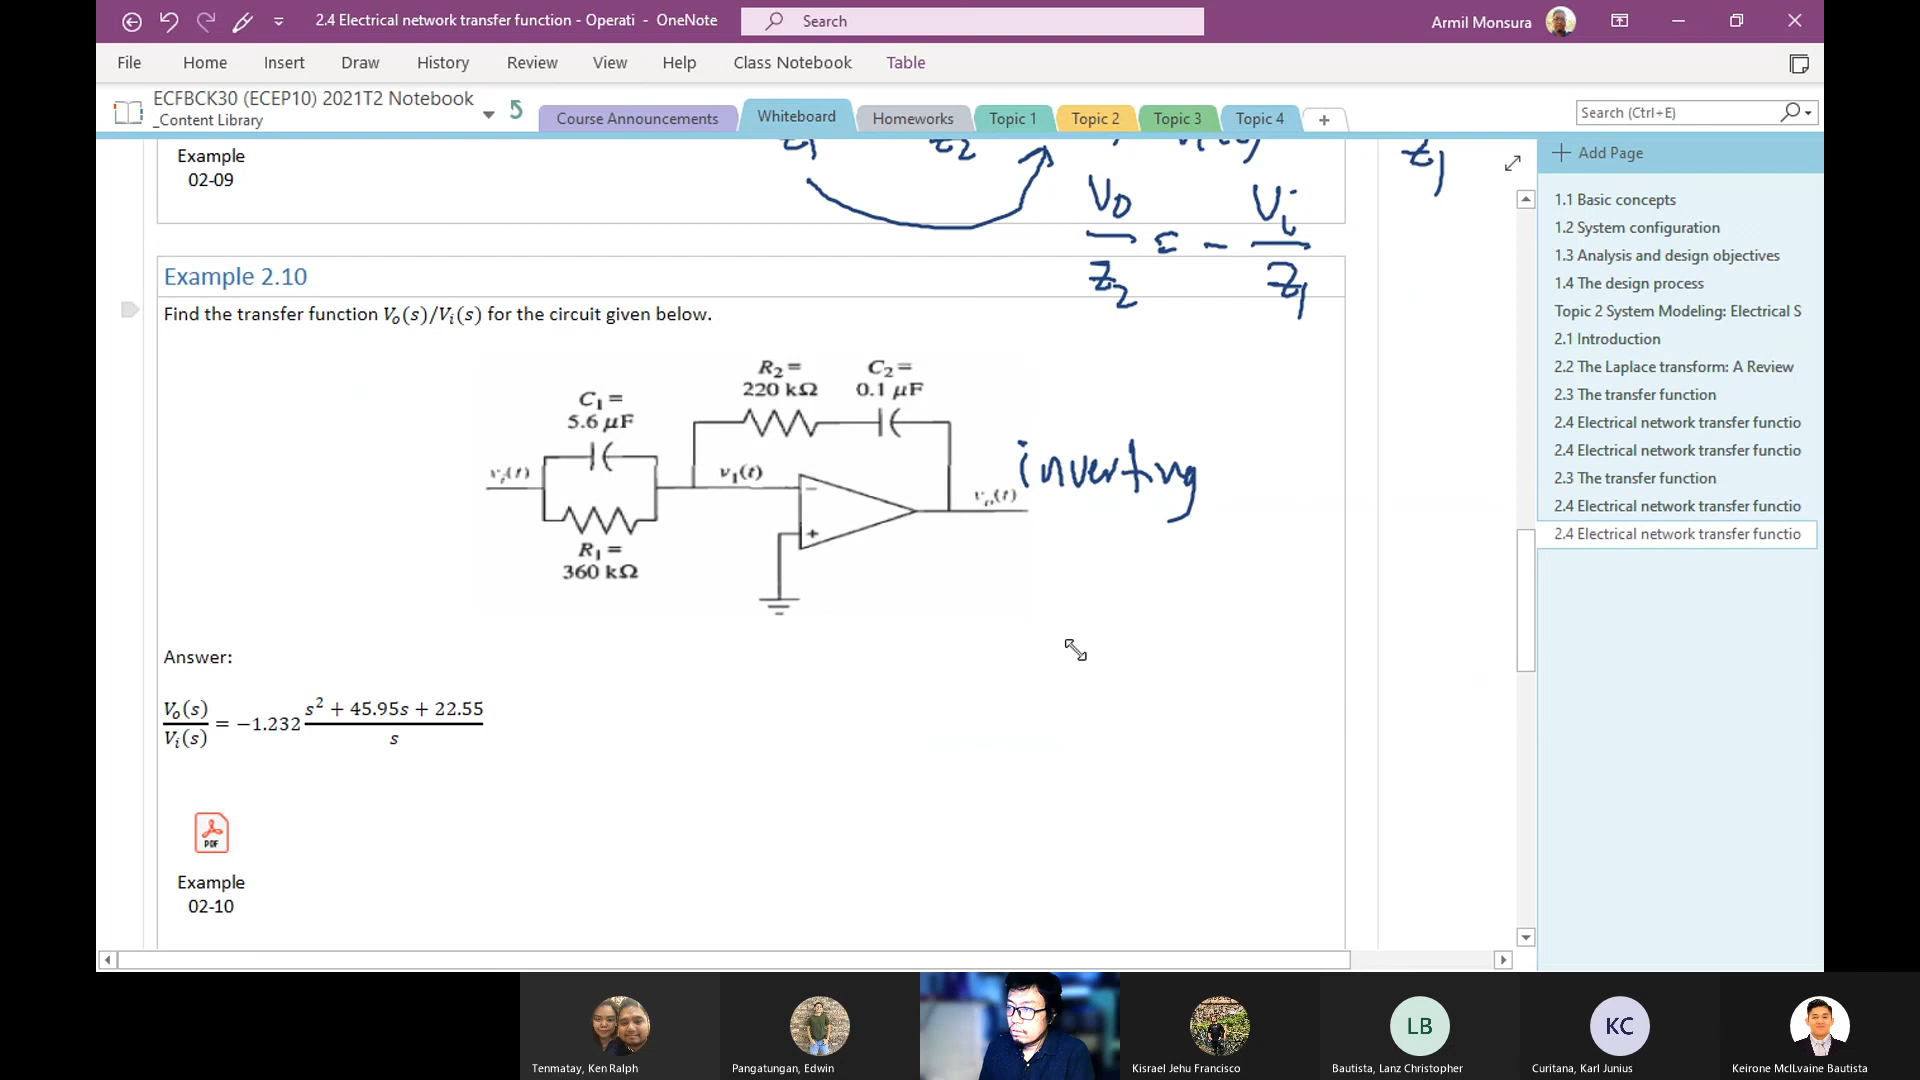 2.4 Electrical network transfer function - Operati - OneNote
Search
Armil Monsura
File Home Insert Draw History Review View Help Class Notebook Table
ECFBCK30 (ECEP10) 2021T2 Notebook
_Content Library
Course Announcements Whiteboard Homeworks Topic 1 Topic 2 Topic 3 Topic 4 +
Search (Ctrl+E)
Add Page
1.1 Basic concepts
1.2 System configuration
1.3 Analysis and design objectives
1.4 The design process
Topic 2 System Modeling: Electrical S
2.1 Introduction
2.2 The Laplace transform: A Review
2.3 The transfer function
2.4 Electrical network transfer functio
2.4 Electrical network transfer functio
2.3 The transfer function
2.4 Electrical network transfer functio
2.4 Electrical network transfer functio
Example
02-09
z1 z2
z1
Vo/z2 = - Vi/z1
Example 2.10
Find the transfer function Vo(s)/Vi(s) for the circuit given below.
R2 =
220 kΩ
C2 =
0.1 μF
C1 =
5.6 μF
vi(t)
v1(t)
vo(t)
inverting
−
+
R1 =
360 kΩ
Answer:
Vo(s)/Vi(s) = −1.232 (s² + 45.95s + 22.55)/s
PDF
Example
02-10
LB
KC
Tenmatay, Ken Ralph
Pangatungan, Edwin
Kisrael Jehu Francisco
Bautista, Lanz Christopher
Curitana, Karl Junius
Keirone McIlvaine Bautista